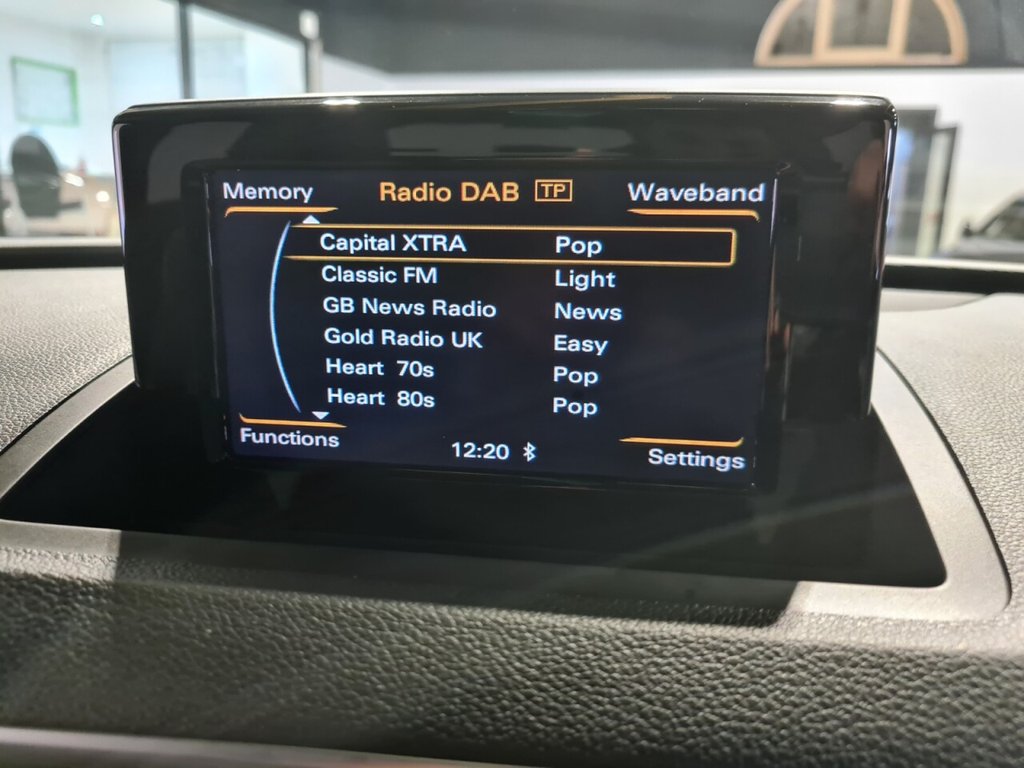 Memory Radio DAB TP Waveband
Capital XTRA Pop
Classic FM Light
GB News Radio News
Gold Radio UK Easy
Heart 70s Pop
Heart 80s Pop
Functions 12:20 Settings